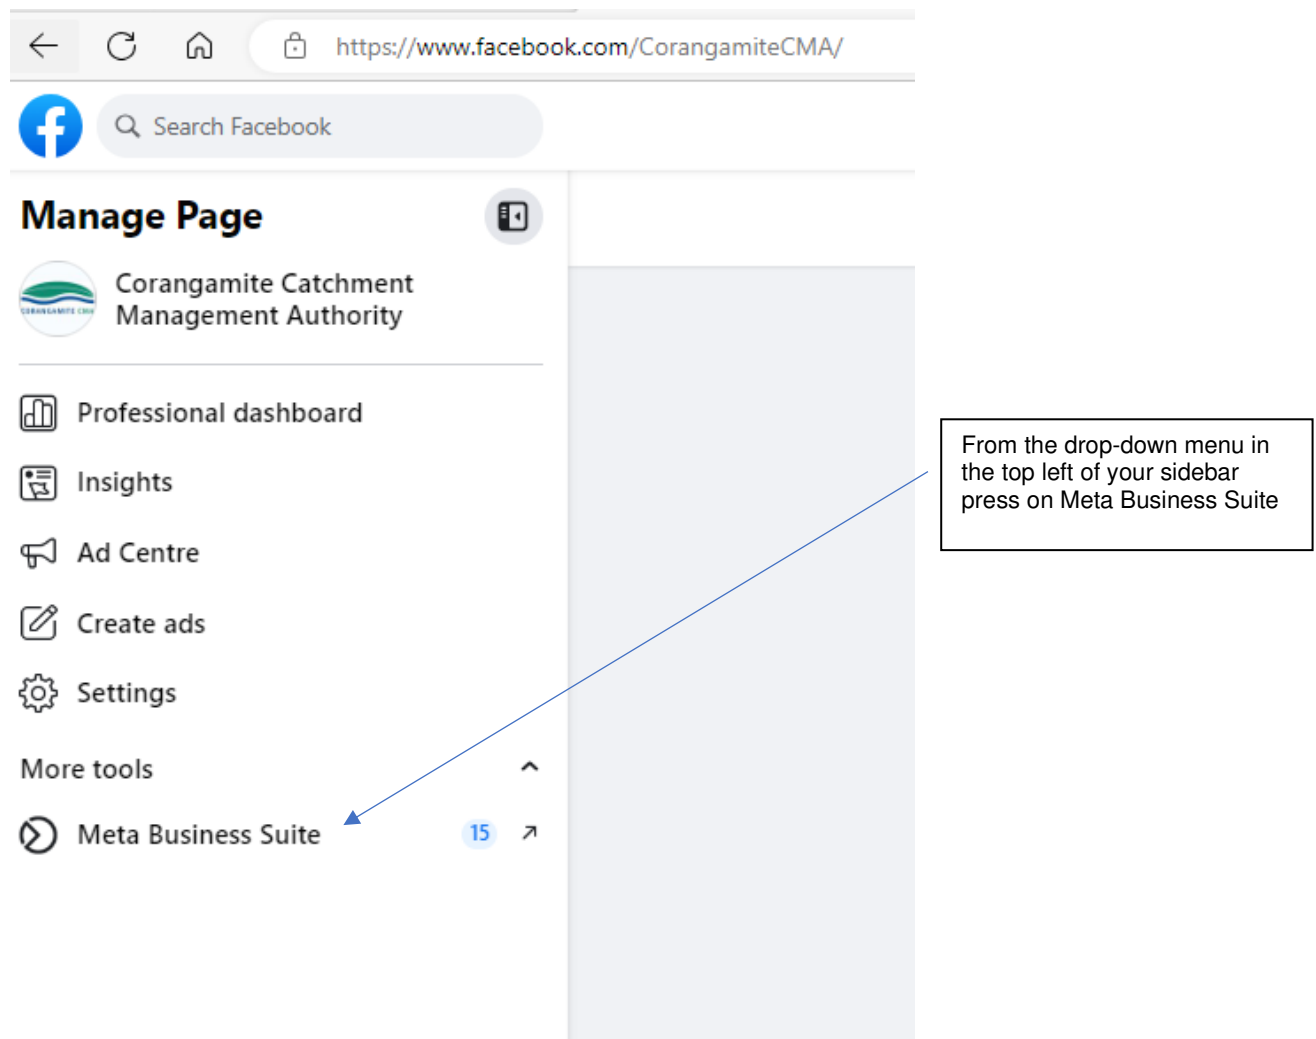 https://www.facebook.com/CorangamiteCMA/
Search Facebook
Manage Page
Corangamite Catchment
Management Authority
CORANGAMITE CMA
Professional dashboard
Insights
Ad Centre
Create ads
Settings
More tools
Meta Business Suite 15
From the drop-down menu in
the top left of your sidebar
press on Meta Business Suite